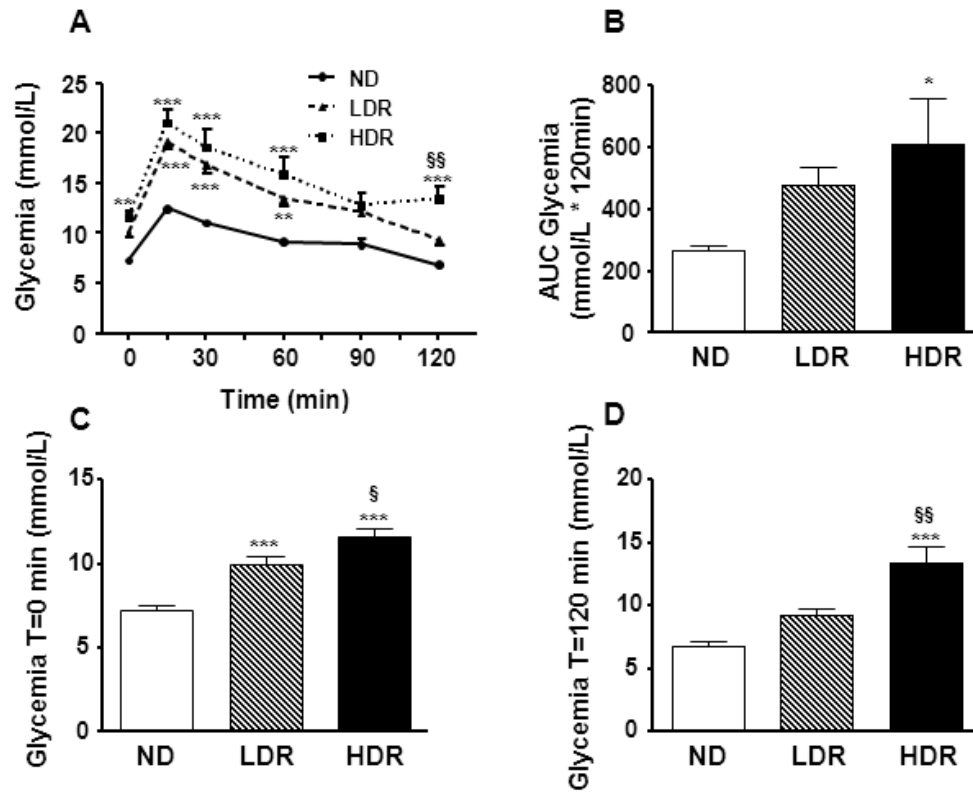 A
Glycemia (mmol/L)
25
20
15
10
5
0
ND
LDR
HDR
**
***
***
***
***
***
**
§§
***
0 30 60 90 120
Time (min)
B
AUC Glycemia
(mmol/L * 120min)
800
600
400
200
0
*
ND LDR HDR
C
Glycemia T=0 min (mmol/L)
15
10
5
0
***
§
***
ND LDR HDR
D
Glycemia T=120 min (mmol/L)
20
15
10
5
0
§§
***
ND LDR HDR